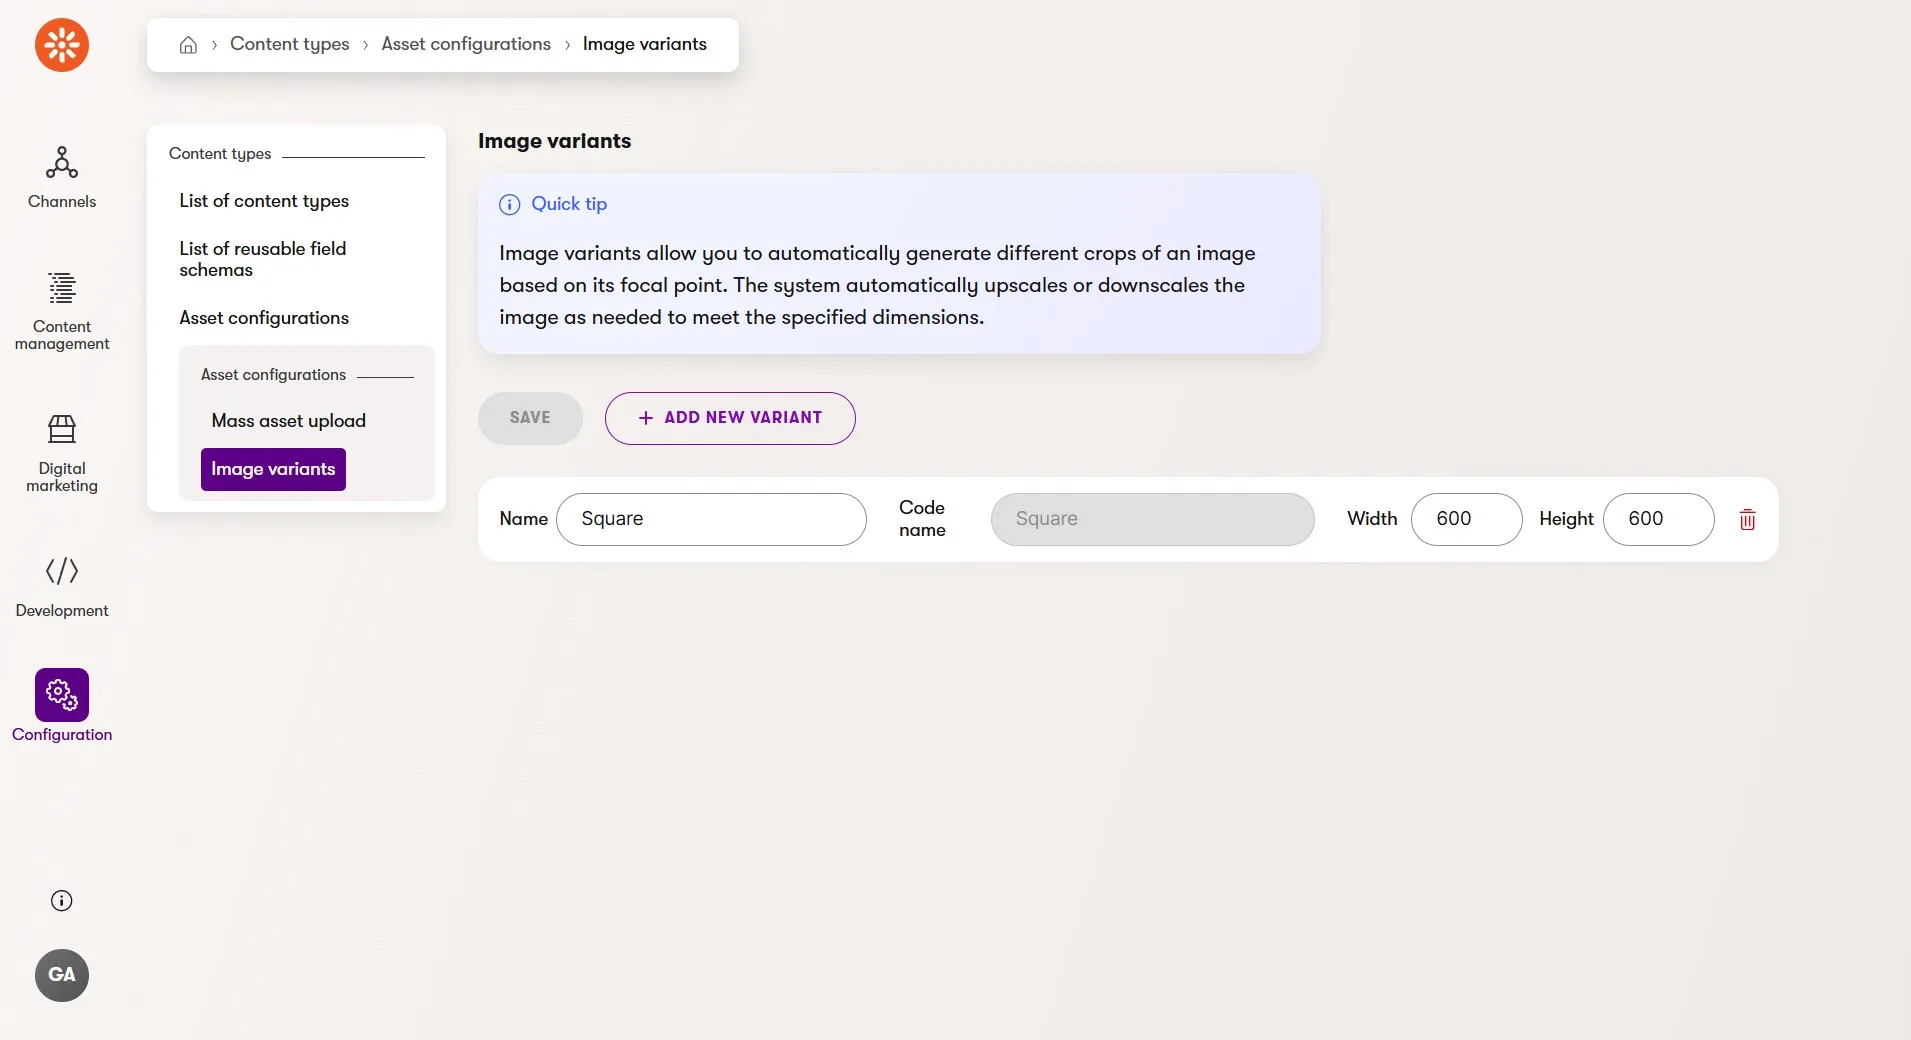 Content types › Asset configurations › Image variants
Channels
Content
management
Digital
marketing
Development
Configuration
GA
Content types
List of content types
List of reusable field
schemas
Asset configurations
Asset configurations
Mass asset upload
Image variants
Image variants
Quick tip
Image variants allow you to automatically generate different crops of an image
based on its focal point. The system automatically upscales or downscales the
image as needed to meet the specified dimensions.
SAVE + ADD NEW VARIANT
Name Square Code name Square Width 600 Height 600